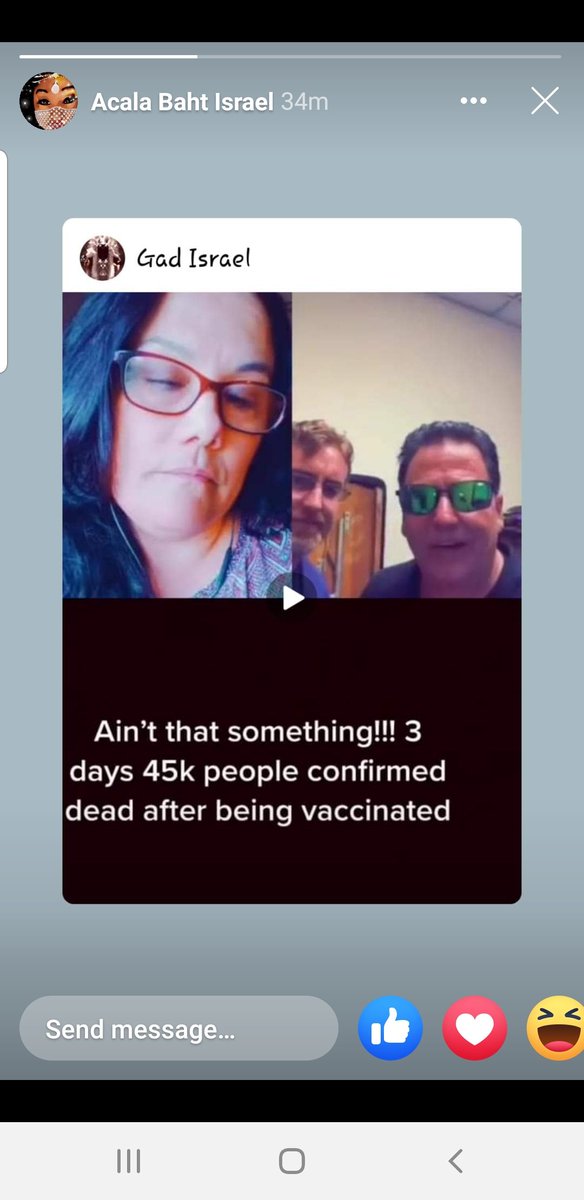 Acala Baht Israel 34m
Gad Israel
Ain’t that something!!! 3
days 45k people confirmed
dead after being vaccinated
Send message...